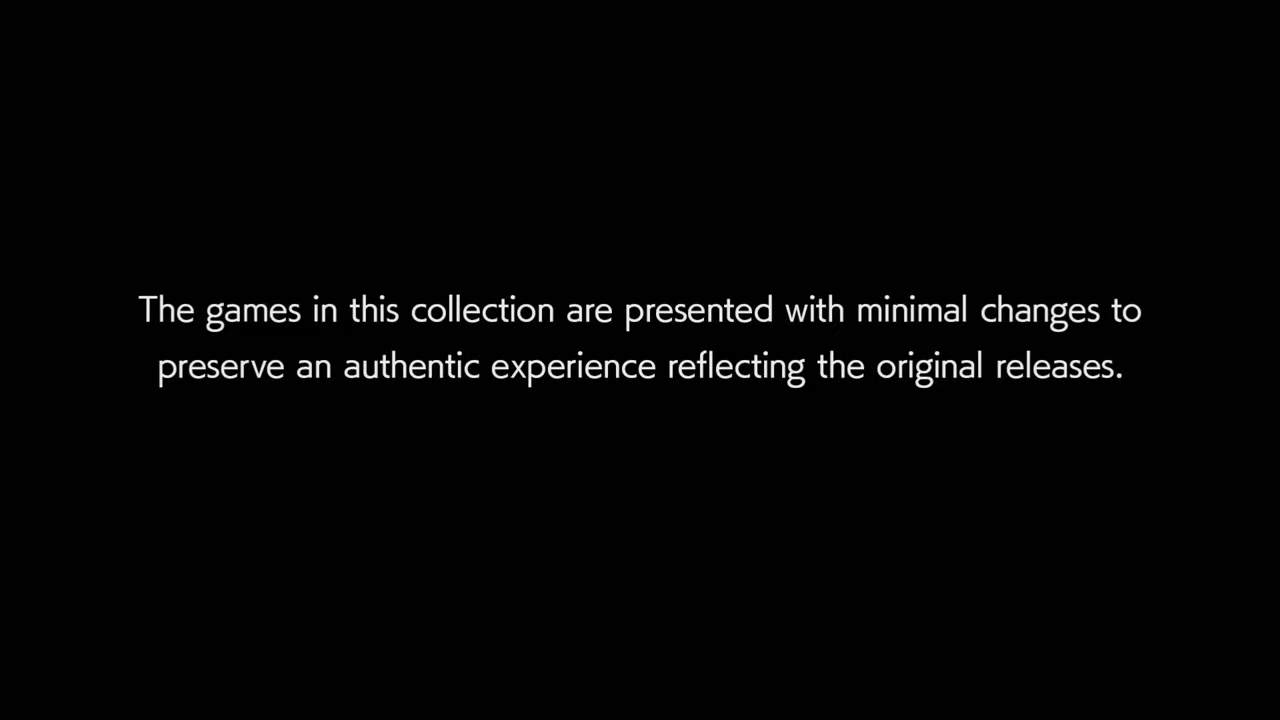 The games in this collection are presented with minimal changes to
preserve an authentic experience reflecting the original releases.